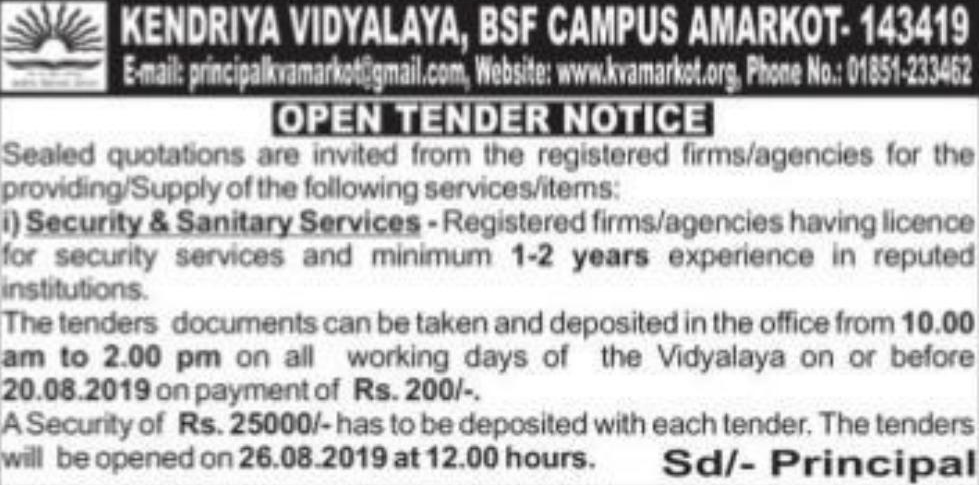 KENDRIYA VIDYALAYA, BSF CAMPUS AMARKOT- 143419
E-mail: principalkvamarkot@gmail.com, Website: www.kvamarkot.org, Phone No.: 01851-233462
OPEN TENDER NOTICE
Sealed quotations are invited from the registered firms/agencies for the
providing/Supply of the following services/items:
i) Security & Sanitary Services - Registered firms/agencies having licence
for security services and minimum 1-2 years experience in reputed
institutions.
The tenders documents can be taken and deposited in the office from 10.00
am to 2.00 pm on all working days of the Vidyalaya on or before
20.08.2019 on payment of Rs. 200/-.
A Security of Rs. 25000/- has to be deposited with each tender. The tenders
will be opened on 26.08.2019 at 12.00 hours. Sd/- Principal